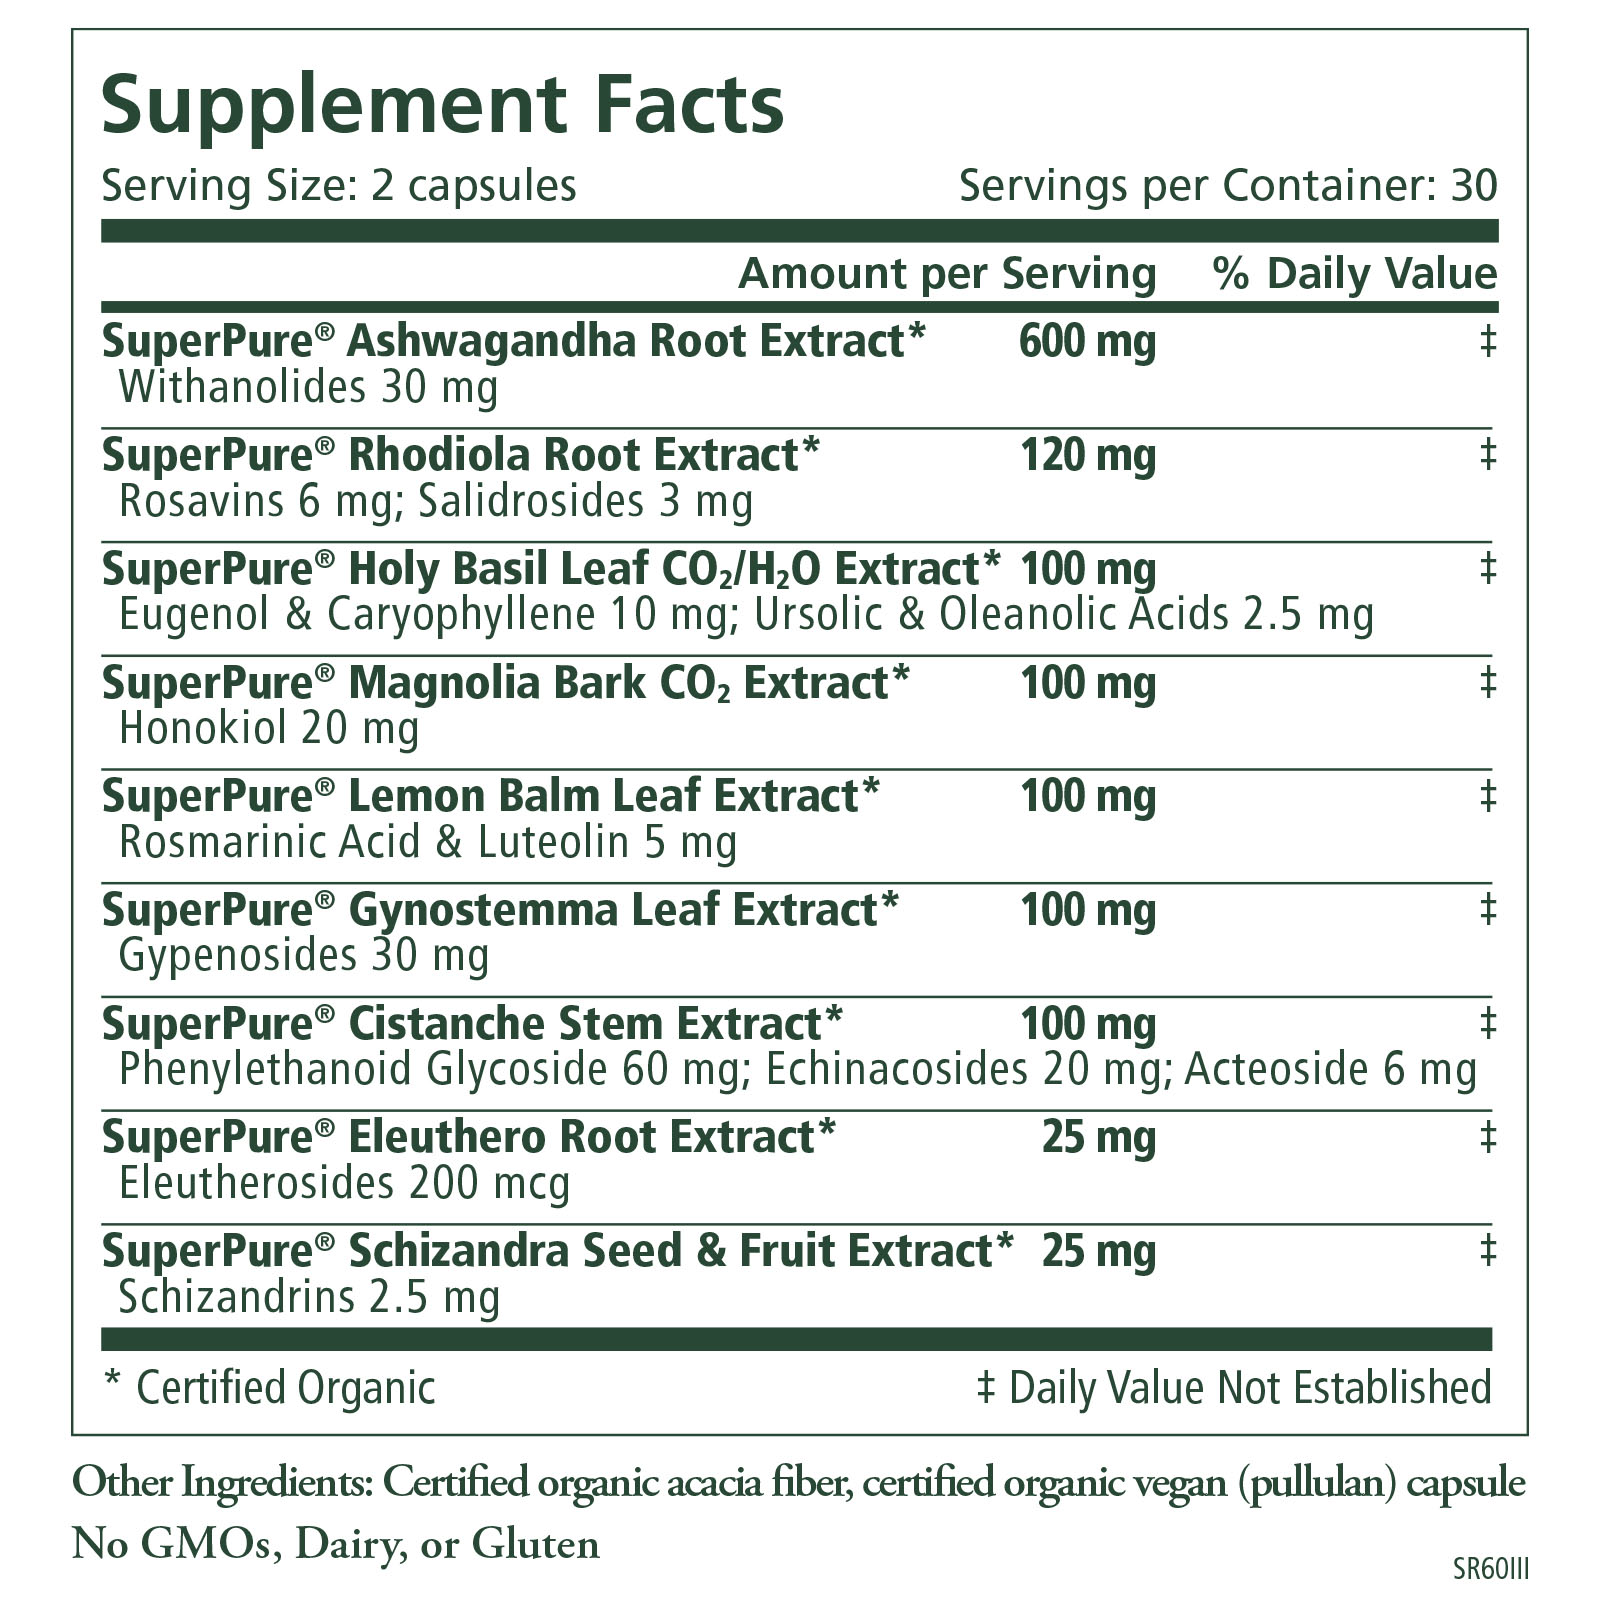 Supplement Facts
Serving Size: 2 capsules Servings per Container: 30
Amount per Serving % Daily Value
SuperPure® Ashwagandha Root Extract* 600 mg ‡
Withanolides 30 mg
SuperPure® Rhodiola Root Extract* 120 mg ‡
Rosavins 6 mg; Salidrosides 3 mg
SuperPure® Holy Basil Leaf CO₂/H₂O Extract* 100 mg ‡
Eugenol & Caryophyllene 10 mg; Ursolic & Oleanolic Acids 2.5 mg
SuperPure® Magnolia Bark CO₂ Extract* 100 mg ‡
Honokiol 20 mg
SuperPure® Lemon Balm Leaf Extract* 100 mg ‡
Rosmarinic Acid & Luteolin 5 mg
SuperPure® Gynostemma Leaf Extract* 100 mg ‡
Gypenosides 30 mg
SuperPure® Cistanche Stem Extract* 100 mg ‡
Phenylethanoid Glycoside 60 mg; Echinacosides 20 mg; Acteoside 6 mg
SuperPure® Eleuthero Root Extract* 25 mg ‡
Eleutherosides 200 mcg
SuperPure® Schizandra Seed & Fruit Extract* 25 mg ‡
Schizandrins 2.5 mg
* Certified Organic ‡ Daily Value Not Established
Other Ingredients: Certified organic acacia fiber, certified organic vegan (pullulan) capsule
No GMOs, Dairy, or Gluten
SR60III